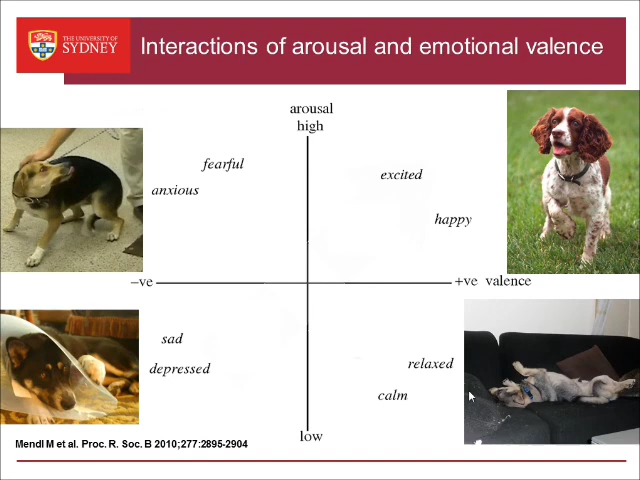 THE UNIVERSITY OF
SYDNEY
Interactions of arousal and emotional valence
arousal
high
fearful
anxious
excited
happy
–ve
+ve valence
sad
depressed
relaxed
calm
low
Mendl M et al. Proc. R. Soc. B 2010;277:2895-2904